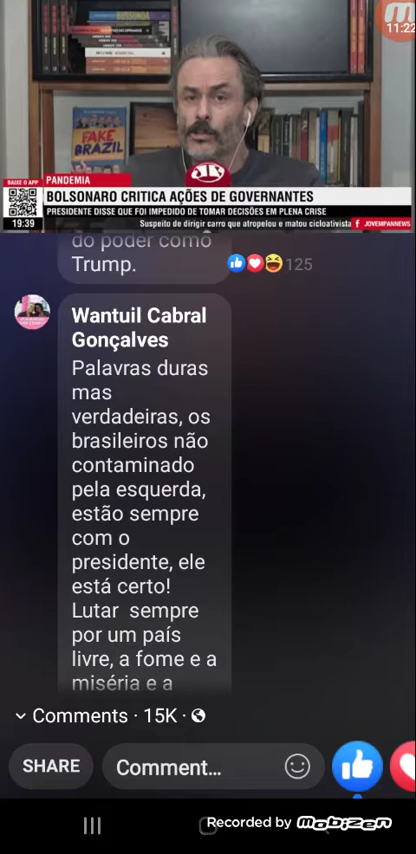 11:22
FAKE
BRAZIL
BAIXE O APP
PANDEMIA
BOLSONARO CRITICA AÇÕES DE GOVERNANTES
PRESIDENTE DISSE QUE FOI IMPEDIDO DE TOMAR DECISÕES EM PLENA CRISE
19:39
Suspeito de dirigir carro que atropelou e matou cicloativista
JOVEMPANNEWS
do poder como
Trump.
125
Wantuil Cabral
Gonçalves
Palavras duras
mas
verdadeiras, os
brasileiros não
contaminado
pela esquerda,
estão sempre
com o
presidente, ele
está certo!
Lutar sempre
por um país
livre, a fome e a
miséria e a
Comments · 15K ·
SHARE
Comment...
Recorded by mobizen